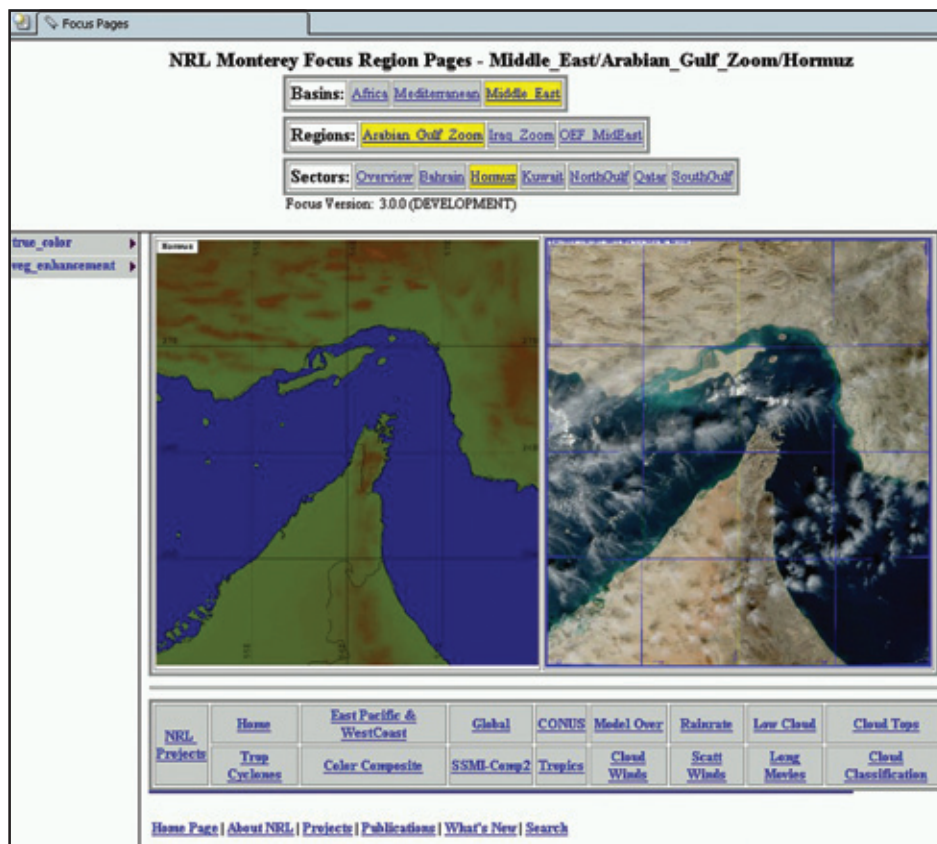 Focus Pages
NRL Monterey Focus Region Pages - Middle_East/Arabian_Gulf_Zoom/Hormuz
Basins: Africa Mediterranean Middle_East
Regions: Arabian_Gulf_Zoom Iraq_Zoom OEF_MidEast
Sectors: Overview Bahrain Hormuz Kuwait NorthGulf Qatar SouthGulf
Focus Version: 3.0.0 (DEVELOPMENT)
true_color
veg_enhancement
Hormuz
NRL Projects
Home
East Pacific & WestCoast
Global
CONUS
Model Over
Rainrate
Low Cloud
Cloud Tops
Trop Cyclones
Color Composite
SSMI-Comp2
Tropics
Cloud Winds
Scatt Winds
Long Movies
Cloud Classification
Home Page | About NRL | Projects | Publications | What's New | Search